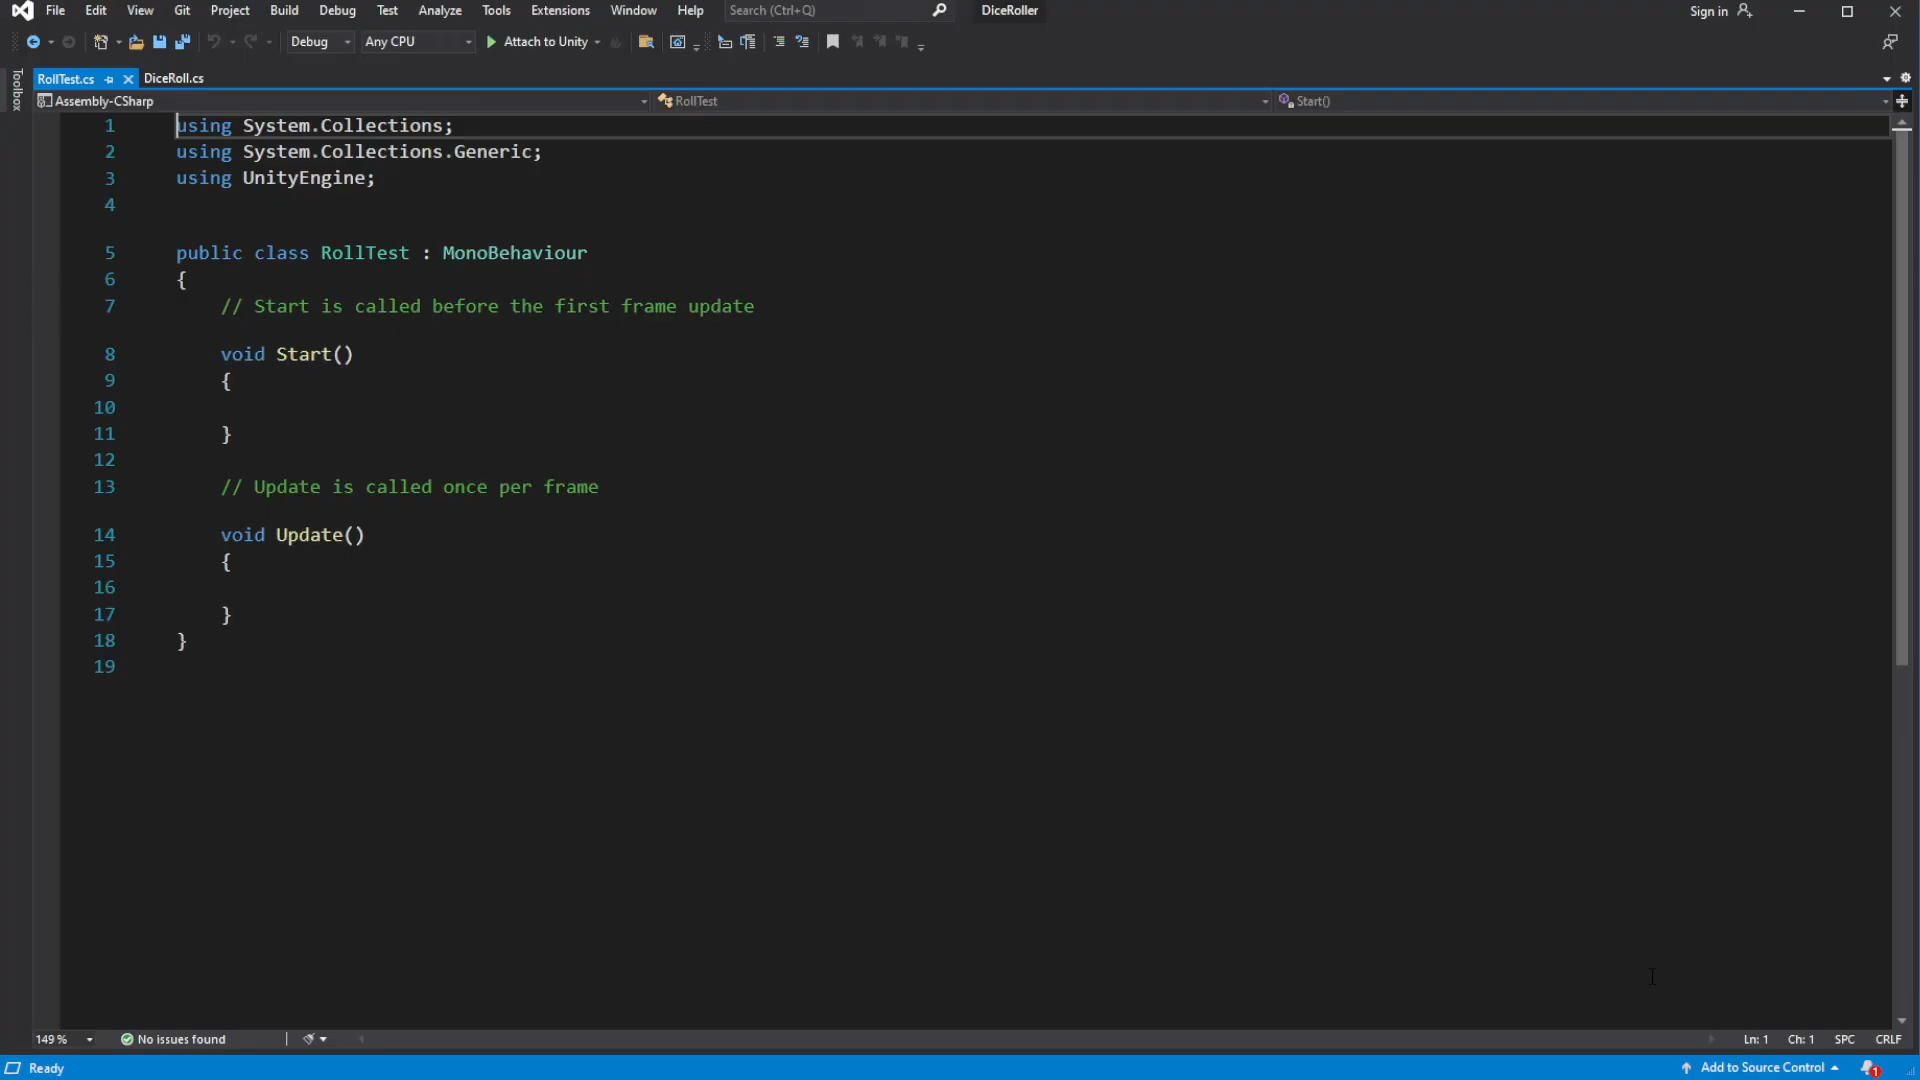 File Edit View Git Project Build Debug Test Analyze Tools Extensions Window Help Search (Ctrl+Q) DiceRoller Sign in
Debug Any CPU Attach to Unity
Toolbox
RollTest.cs DiceRoll.cs
Assembly-CSharp RollTest Start()
1 using System.Collections;
2 using System.Collections.Generic;
3 using UnityEngine;
4
5 public class RollTest : MonoBehaviour
6 {
7 // Start is called before the first frame update
8 void Start()
9 {
10
11 }
12
13 // Update is called once per frame
14 void Update()
15 {
16
17 }
18 }
19
149 % No issues found Ln: 1 Ch: 1 SPC CRLF
Ready Add to Source Control 1